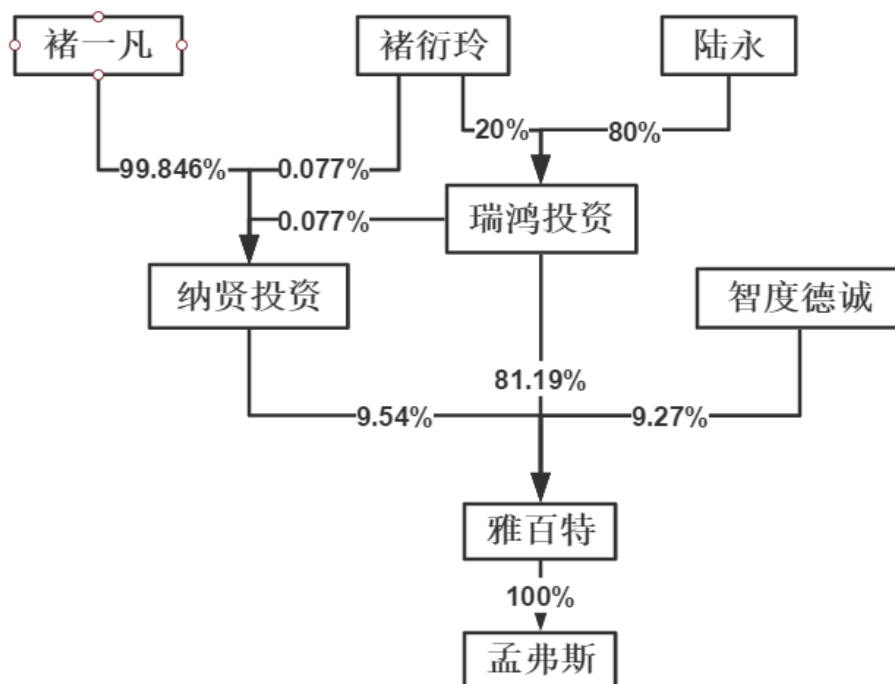 褚一凡
褚衍玲
陆永
20%
80%
99.846%
0.077%
0.077%
瑞鸿投资
纳贤投资
智度德诚
81.19%
9.54%
9.27%
雅百特
100%
孟弗斯